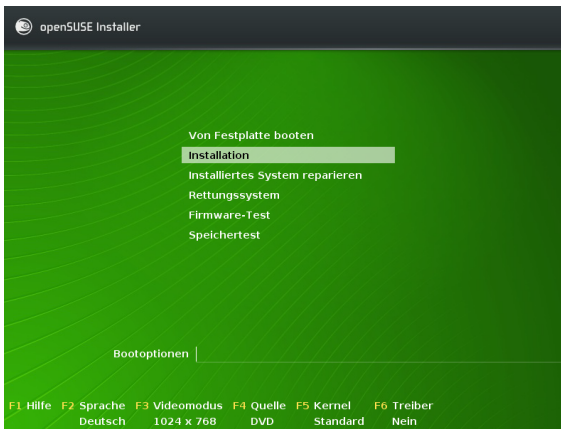 openSUSE Installer
Von Festplatte booten
Installation
Installiertes System reparieren
Rettungssystem
Firmware-Test
Speichertest
Bootoptionen
F1 Hilfe F2 Sprache F3 Videomodus F4 Quelle F5 Kernel F6 Treiber
Deutsch 1024 x 768 DVD Standard Nein